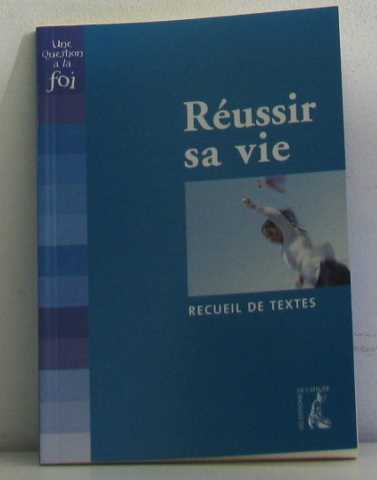 Une
Question
à la
foi
Réussir
sa vie
RECUEIL DE TEXTES